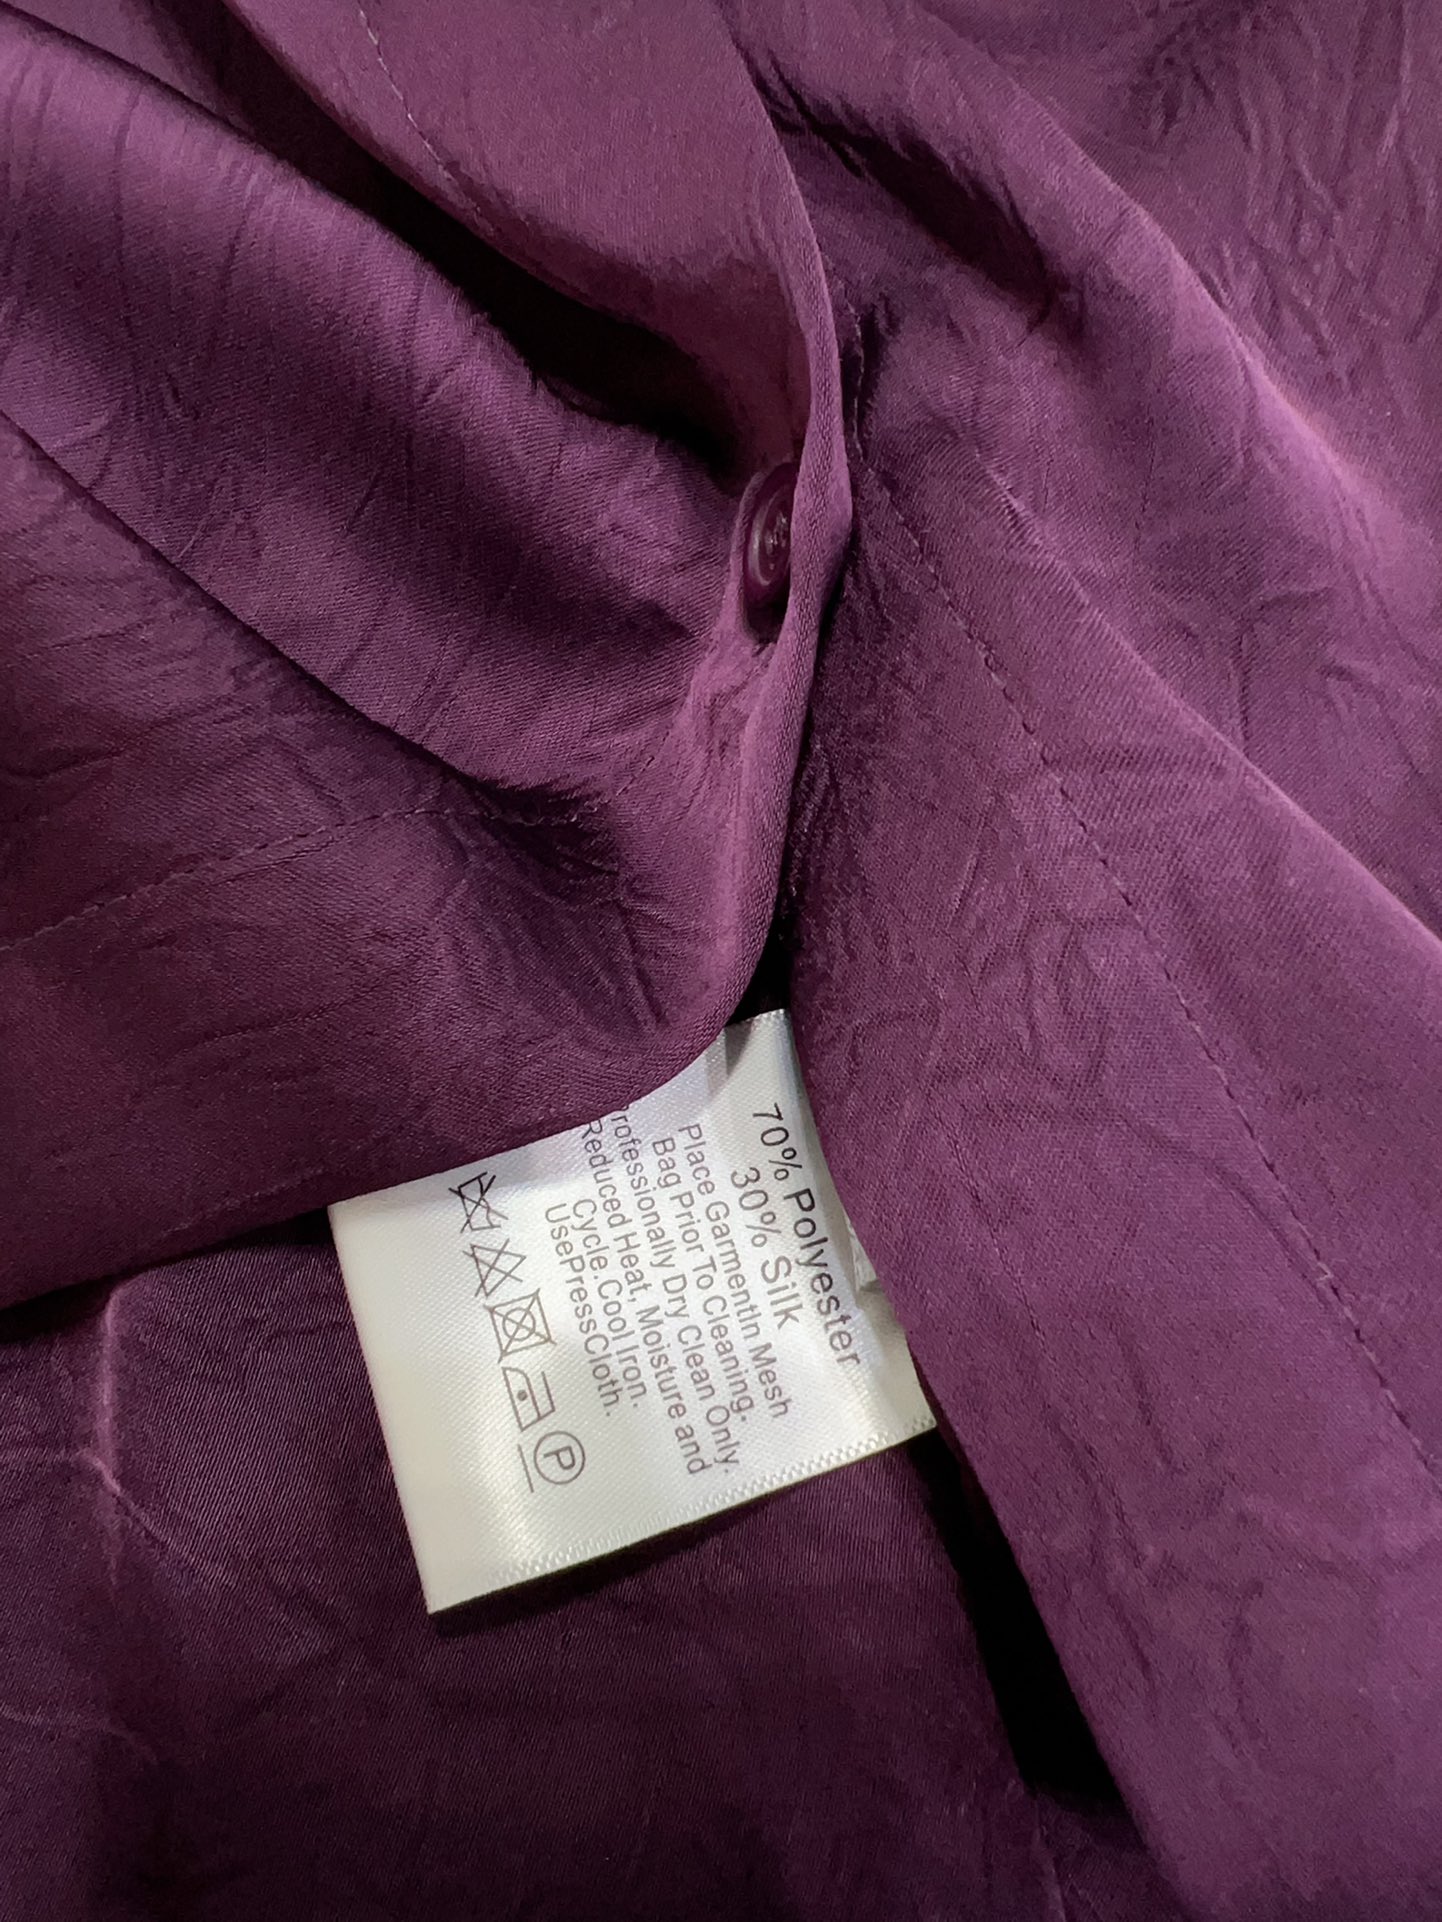 70% Polyester
30% Silk
Place GarmentIn Mesh
Bag Prior To Cleaning.
Professionally Dry Clean Only.
Reduced Heat, Moisture and
Cycle.Cool Iron.
UsePressCloth.
P